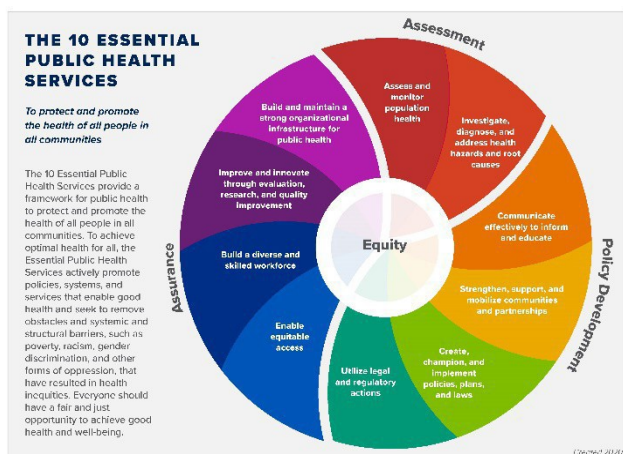 THE 10 ESSENTIAL
PUBLIC HEALTH
SERVICES
To protect and promote
the health of all people in
all communities
The 10 Essential Public
Health Services provide a
framework for public health
to protect and promote the
health of all people in all
communities. To achieve
optimal health for all, the
Essential Public Health
Services actively promote
policies, systems, and
services that enable good
health and seek to remove
obstacles and systemic and
structural barriers, such as
poverty, racism, gender
discrimination, and other
forms of oppression, that
have resulted in health
inequities. Everyone should
have a fair and just
opportunity to achieve good
health and well-being.
Assessment
Assess and
monitor
population
health
Investigate,
diagnose, and
address health
hazards and root
causes
Policy Development
Communicate
effectively to inform
and educate
Strengthen, support, and
mobilize communities
and partnerships
Create,
champion, and
implement
policies, plans,
and laws
Utilize legal
and regulatory
actions
Assurance
Enable
equitable
access
Build a diverse and
skilled workforce
Improve and innovate
through evaluation,
research, and quality
improvement
Build and maintain a
strong organizational
infrastructure for
public health
Equity
Created 2020